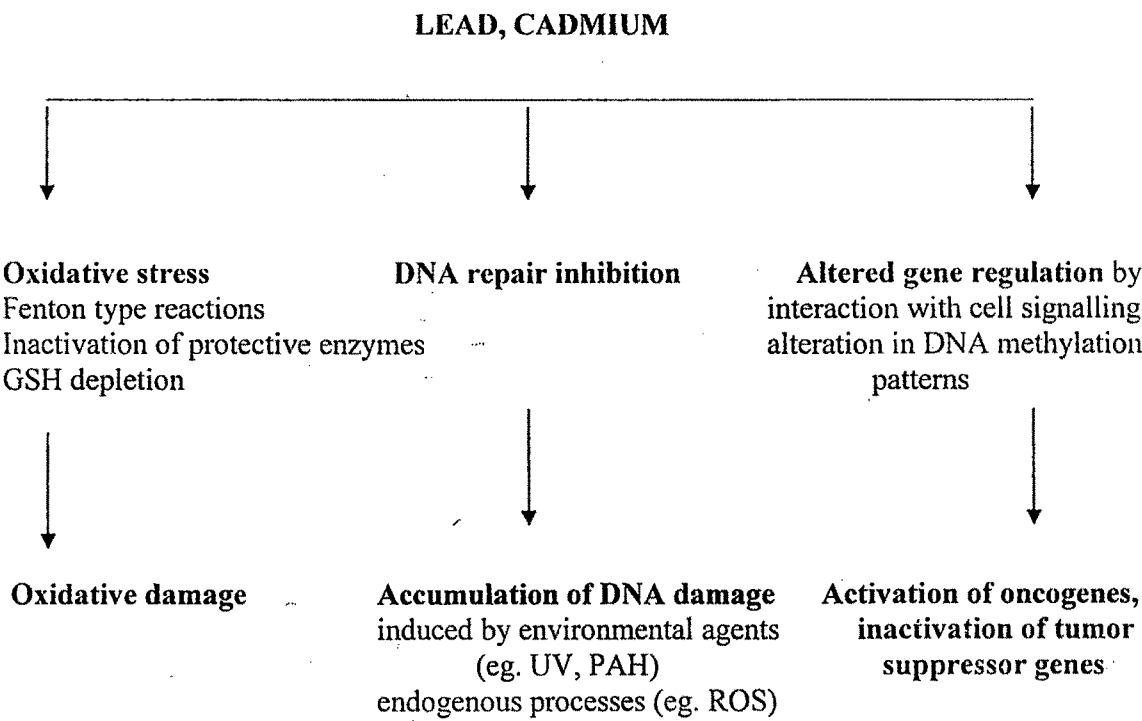 LEAD, CADMIUM
Oxidative stress
Fenton type reactions
Inactivation of protective enzymes
GSH depletion
DNA repair inhibition
Altered gene regulation by
interaction with cell signalling
alteration in DNA methylation
patterns
Oxidative damage
Accumulation of DNA damage
induced by environmental agents
(eg. UV, PAH)
endogenous processes (eg. ROS)
Activation of oncogenes,
inactivation of tumor
suppressor genes